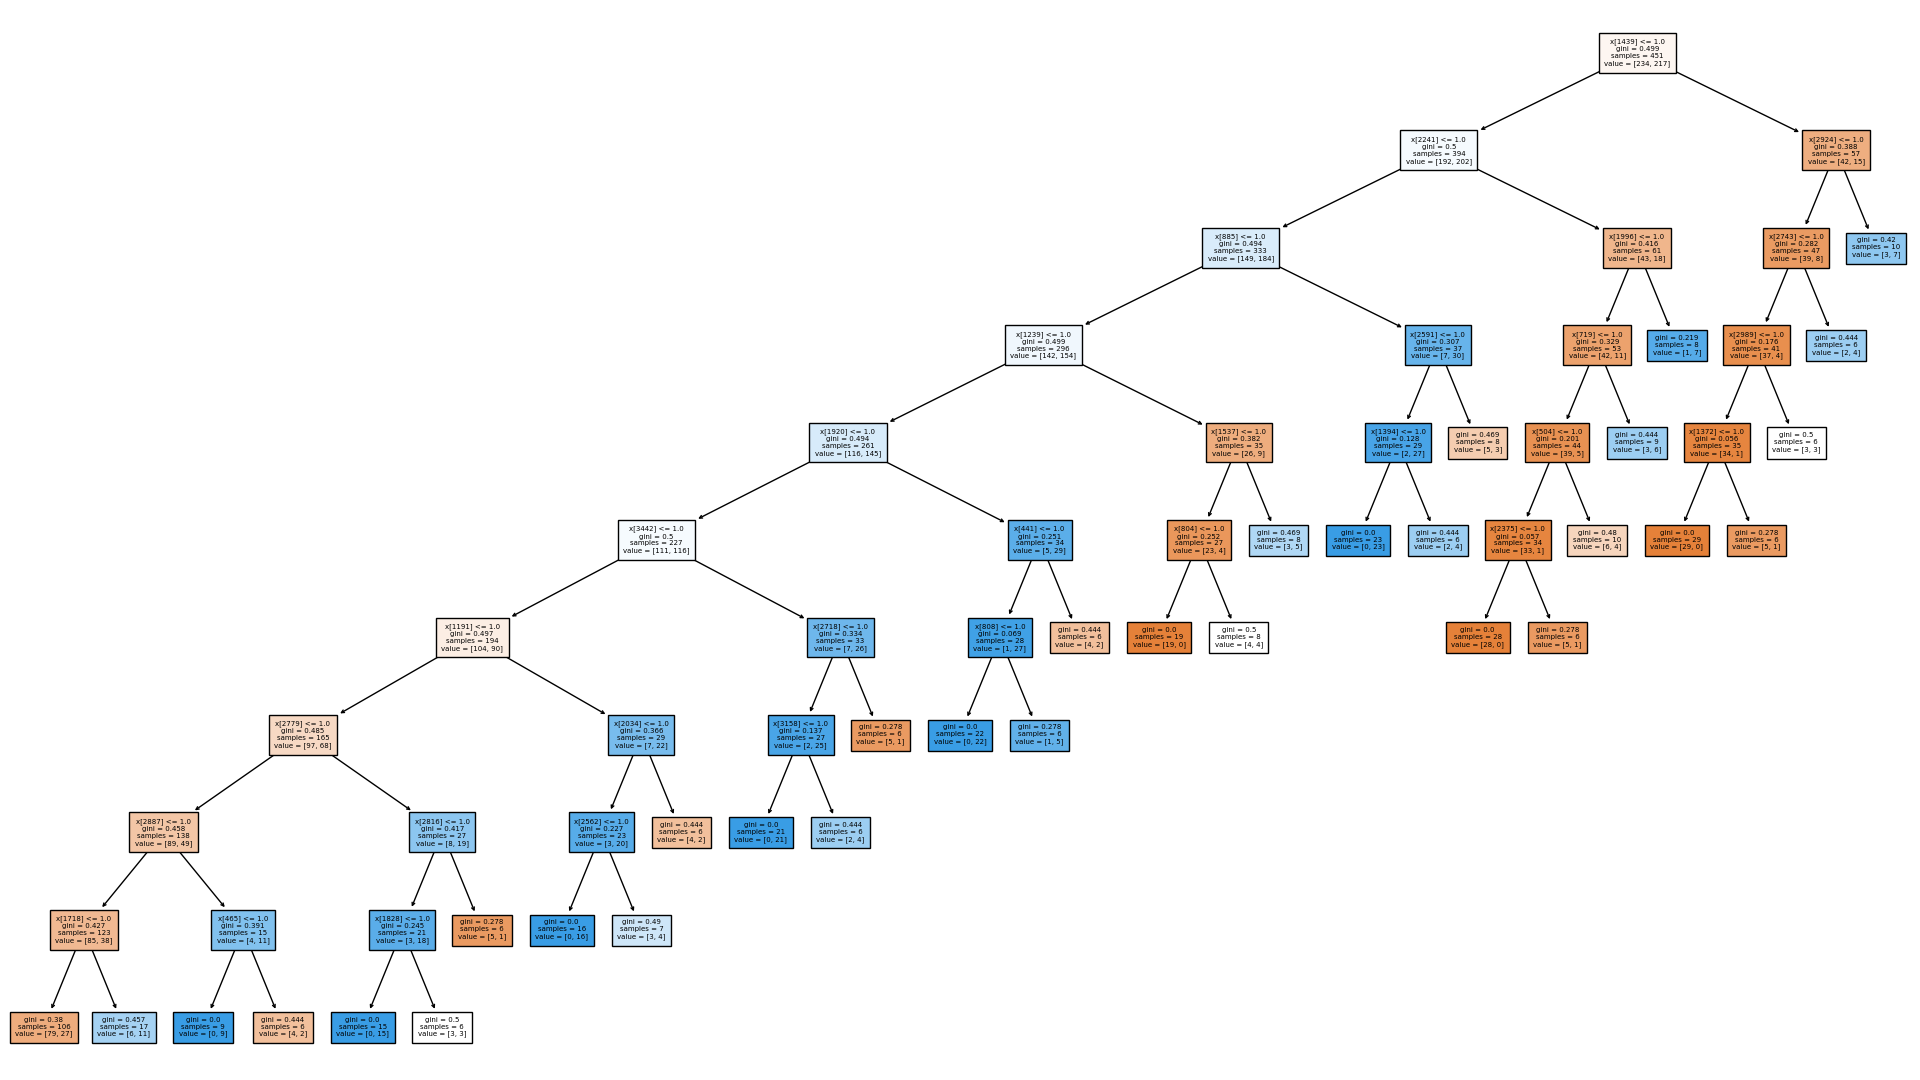 x[1439] <= 1.0
gini = 0.499
samples = 451
value = [234, 217]
x[2241] <= 1.0
gini = 0.5
samples = 394
value = [192, 202]
x[2924] <= 1.0
gini = 0.388
samples = 57
value = [42, 15]
x[885] <= 1.0
gini = 0.494
samples = 333
value = [149, 184]
x[1996] <= 1.0
gini = 0.416
samples = 61
value = [43, 18]
x[2743] <= 1.0
gini = 0.282
samples = 47
value = [39, 8]
gini = 0.42
samples = 10
value = [3, 7]
x[1239] <= 1.0
gini = 0.499
samples = 296
value = [142, 154]
x[2591] <= 1.0
gini = 0.307
samples = 37
value = [7, 30]
x[719] <= 1.0
gini = 0.329
samples = 53
value = [42, 11]
gini = 0.219
samples = 8
value = [1, 7]
x[2989] <= 1.0
gini = 0.176
samples = 41
value = [37, 4]
gini = 0.444
samples = 6
value = [2, 4]
x[1920] <= 1.0
gini = 0.494
samples = 261
value = [116, 145]
x[1537] <= 1.0
gini = 0.382
samples = 35
value = [26, 9]
x[1394] <= 1.0
gini = 0.128
samples = 29
value = [2, 27]
gini = 0.469
samples = 8
value = [5, 3]
x[504] <= 1.0
gini = 0.201
samples = 44
value = [39, 5]
gini = 0.444
samples = 9
value = [3, 6]
x[1372] <= 1.0
gini = 0.056
samples = 35
value = [34, 1]
gini = 0.5
samples = 6
value = [3, 3]
x[3442] <= 1.0
gini = 0.5
samples = 227
value = [111, 116]
x[441] <= 1.0
gini = 0.251
samples = 34
value = [5, 29]
x[804] <= 1.0
gini = 0.252
samples = 27
value = [23, 4]
gini = 0.469
samples = 8
value = [3, 5]
gini = 0.0
samples = 23
value = [0, 23]
gini = 0.444
samples = 6
value = [2, 4]
x[2375] <= 1.0
gini = 0.057
samples = 34
value = [33, 1]
gini = 0.48
samples = 10
value = [6, 4]
gini = 0.0
samples = 29
value = [29, 0]
gini = 0.278
samples = 6
value = [5, 1]
x[1191] <= 1.0
gini = 0.497
samples = 194
value = [104, 90]
x[2718] <= 1.0
gini = 0.334
samples = 33
value = [7, 26]
x[808] <= 1.0
gini = 0.069
samples = 28
value = [1, 27]
gini = 0.444
samples = 6
value = [4, 2]
gini = 0.0
samples = 19
value = [19, 0]
gini = 0.5
samples = 8
value = [4, 4]
gini = 0.0
samples = 28
value = [28, 0]
gini = 0.278
samples = 6
value = [5, 1]
x[2779] <= 1.0
gini = 0.485
samples = 165
value = [97, 68]
x[2034] <= 1.0
gini = 0.366
samples = 29
value = [7, 22]
x[3158] <= 1.0
gini = 0.137
samples = 27
value = [2, 25]
gini = 0.278
samples = 6
value = [5, 1]
gini = 0.0
samples = 22
value = [0, 22]
gini = 0.278
samples = 6
value = [1, 5]
x[2887] <= 1.0
gini = 0.458
samples = 138
value = [89, 49]
x[2816] <= 1.0
gini = 0.417
samples = 27
value = [8, 19]
x[2562] <= 1.0
gini = 0.227
samples = 23
value = [3, 20]
gini = 0.444
samples = 6
value = [4, 2]
gini = 0.0
samples = 21
value = [0, 21]
gini = 0.444
samples = 6
value = [2, 4]
x[1718] <= 1.0
gini = 0.427
samples = 123
value = [85, 38]
x[465] <= 1.0
gini = 0.391
samples = 15
value = [4, 11]
x[1828] <= 1.0
gini = 0.245
samples = 21
value = [3, 18]
gini = 0.278
samples = 6
value = [5, 1]
gini = 0.0
samples = 16
value = [0, 16]
gini = 0.49
samples = 7
value = [3, 4]
gini = 0.38
samples = 106
value = [79, 27]
gini = 0.457
samples = 17
value = [6, 11]
gini = 0.0
samples = 9
value = [0, 9]
gini = 0.444
samples = 6
value = [4, 2]
gini = 0.0
samples = 15
value = [0, 15]
gini = 0.5
samples = 6
value = [3, 3]